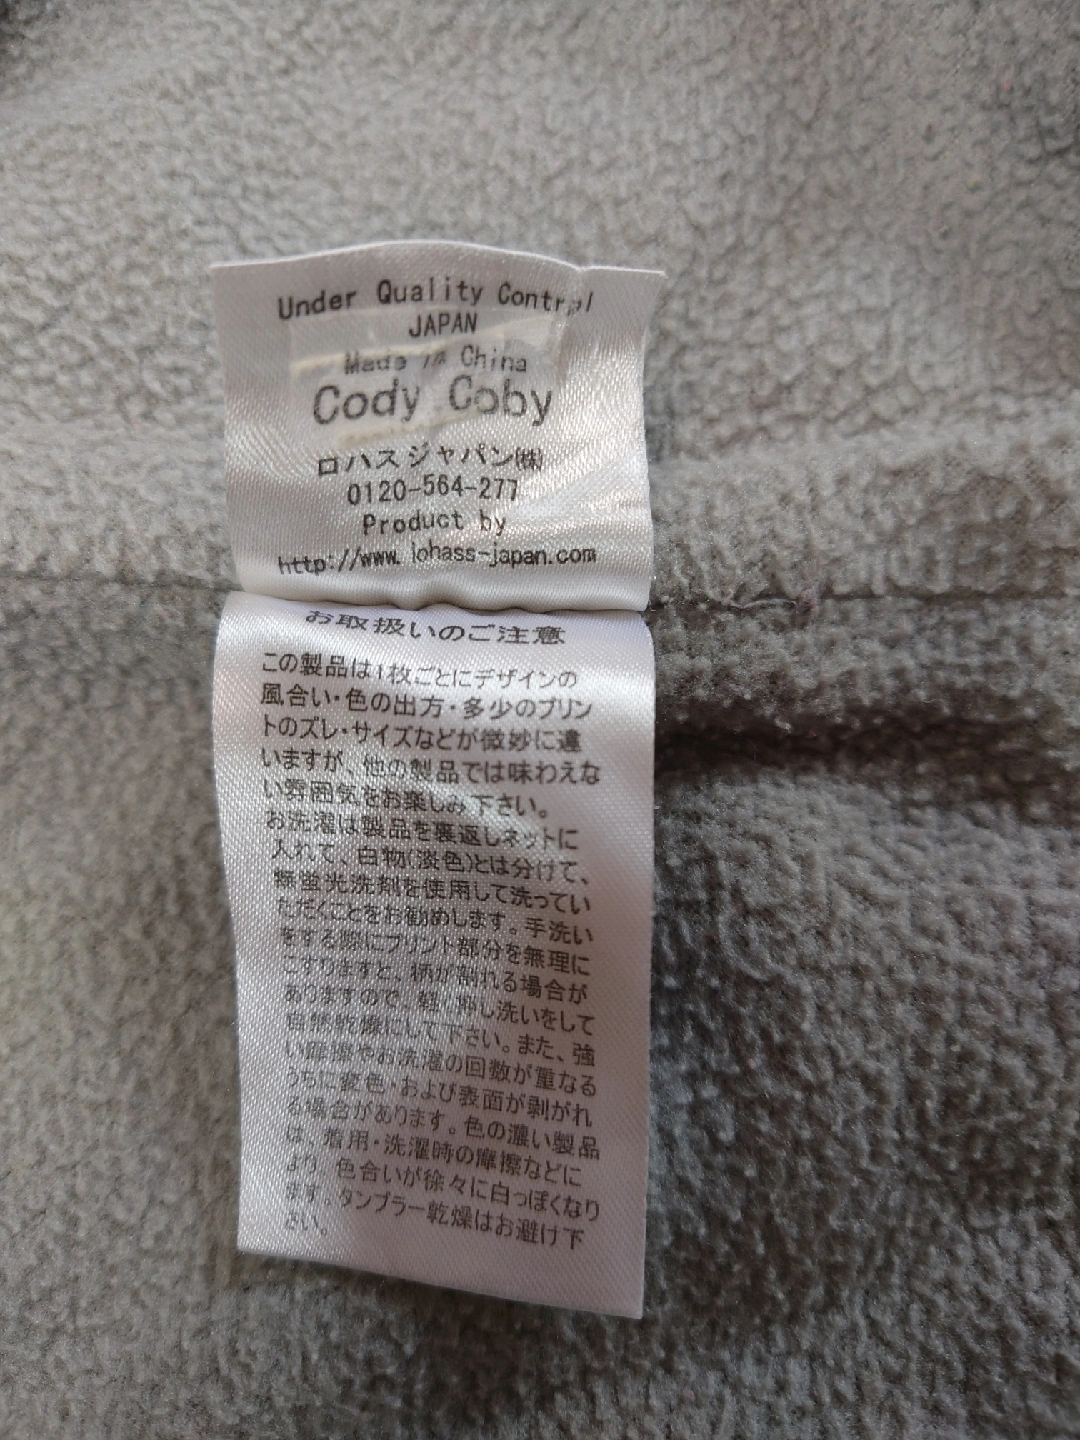 Under Quality Control
JAPAN
Made in China
Cody Coby
ロハスジャパン㈱
0120-564-277
Product by
http://www.lohass-japan.com
お取扱いのご注意
この製品は1枚ごとにデザインの
風合い・色の出方・多少のプリン
トのズレ・サイズなどが微妙に違
いますが、他の製品では味わえな
い雰囲気をお楽しみ下さい。
お洗濯は製品を裏返しネットに
入れて、白物(淡色)とは分けて、
無蛍光洗剤を使用して洗ってい
ただくことをお勧めします。手洗い
をする際にプリント部分を無理に
こすりますと、柄が割れる場合が
ありますので、軽く押し洗いをして
自然乾燥にして下さい。また、強
い摩擦やお洗濯の回数が重なる
うちに変色・および表面が剥がれ
る場合があります。色の濃い製品
は、着用・洗濯時の摩擦などに
より、色合いが徐々に白っぽくなり
ます。タンブラー乾燥はお避け下
さい。